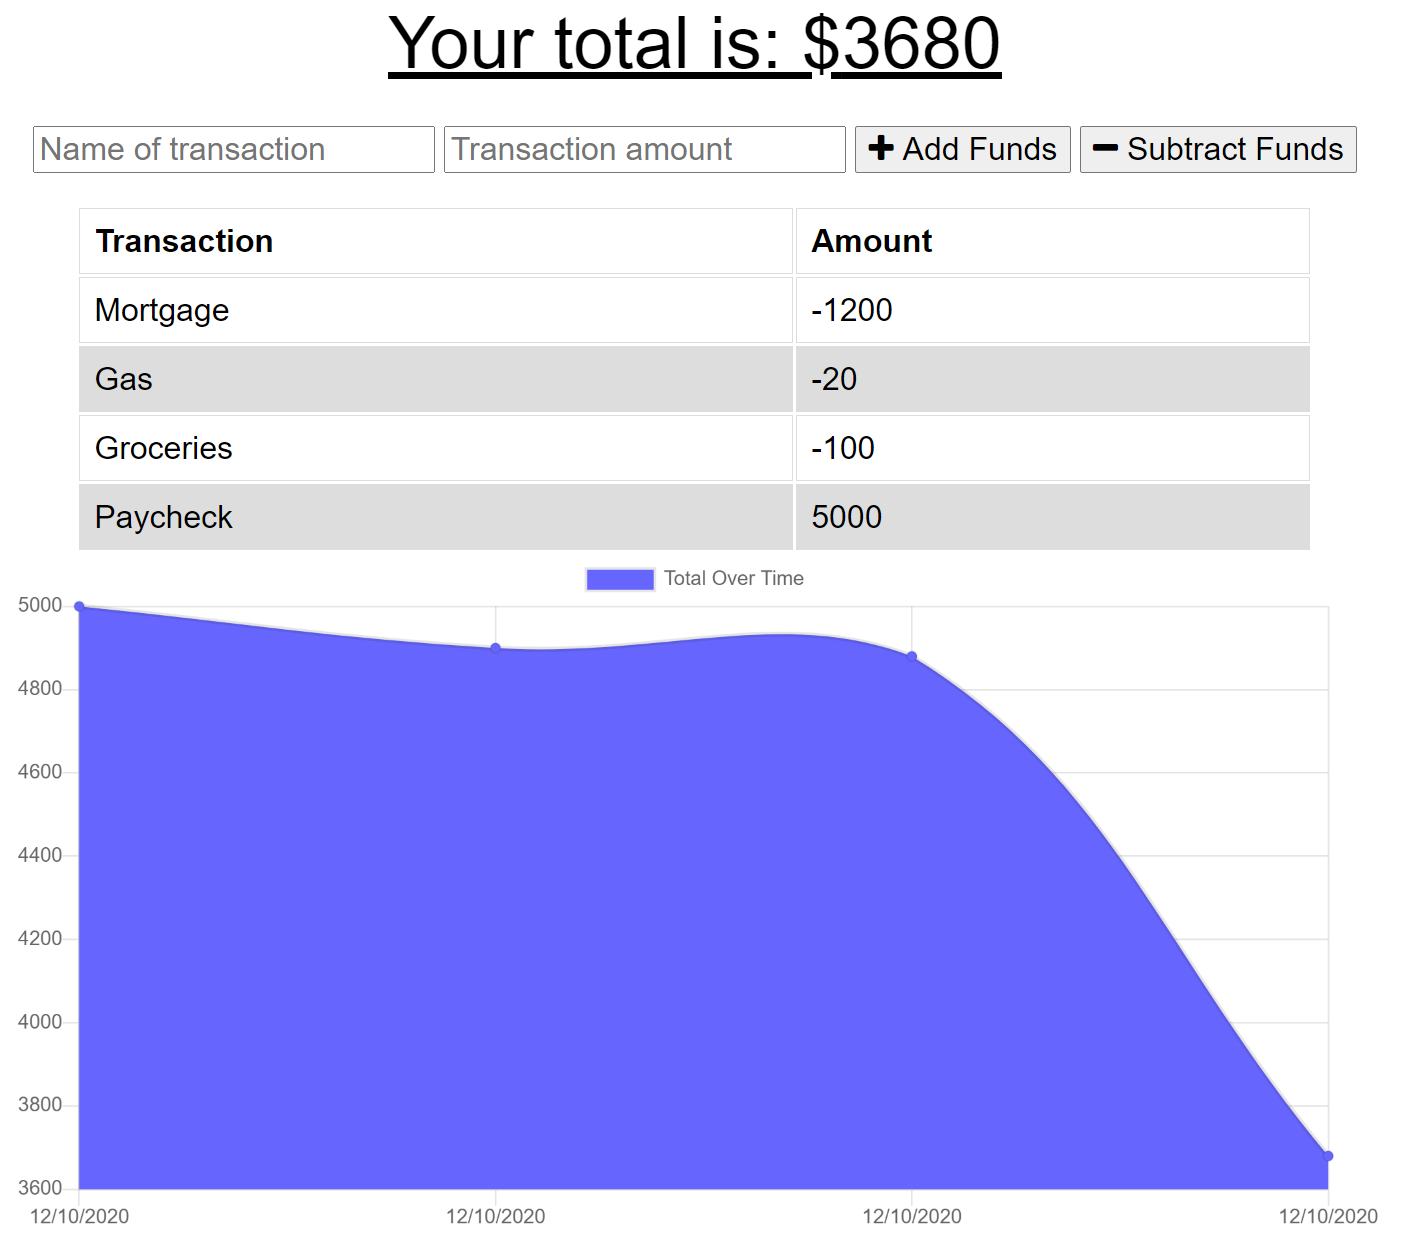 Your total is: $3680
Name of transaction Transaction amount Add Funds Subtract Funds
Transaction Amount
Mortgage -1200
Gas -20
Groceries -100
Paycheck 5000
Total Over Time
5000
4800
4600
4400
4200
4000
3800
3600
12/10/2020 12/10/2020 12/10/2020 12/10/2020